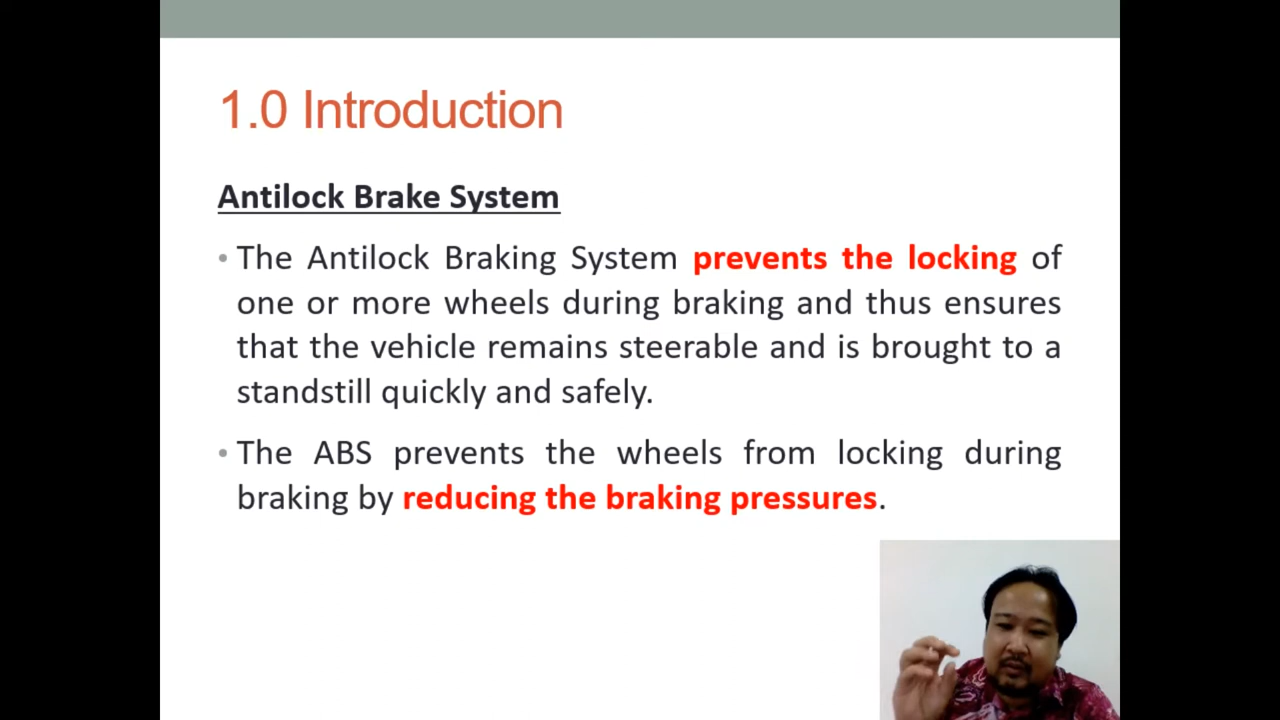 1.0 Introduction
Antilock Brake System
• The Antilock Braking System prevents the locking of
one or more wheels during braking and thus ensures
that the vehicle remains steerable and is brought to a
standstill quickly and safely.
• The ABS prevents the wheels from locking during
braking by reducing the braking pressures.